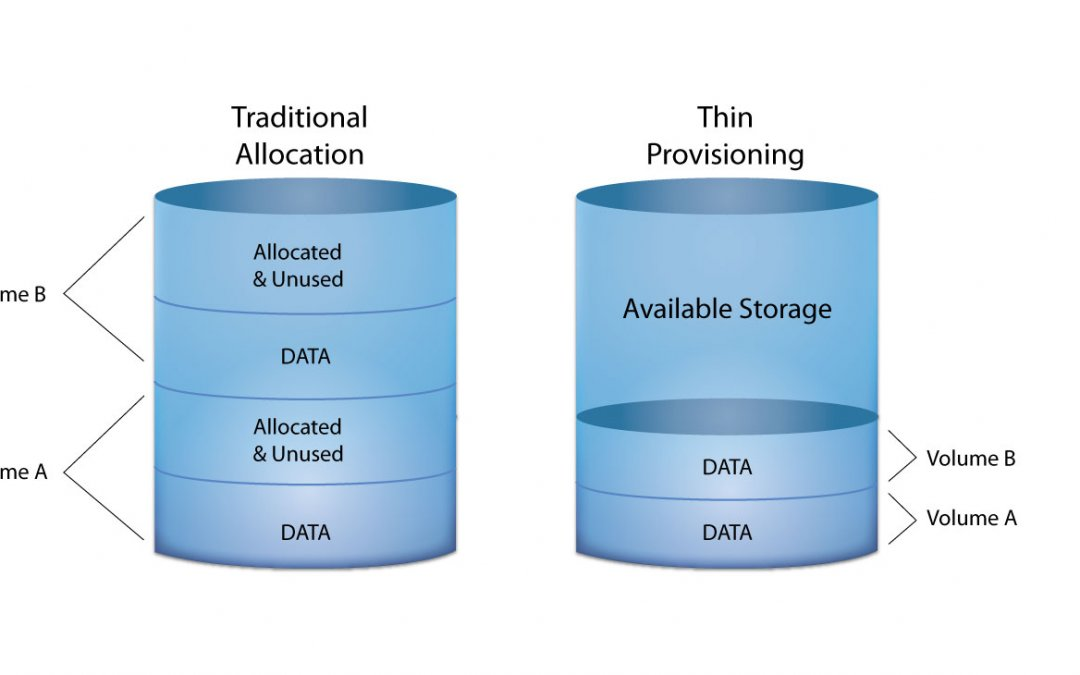 Traditional
Allocation
Allocated
& Unused
me B
DATA
Allocated
& Unused
me A
DATA
Thin
Provisioning
Available Storage
DATA
Volume B
DATA
Volume A